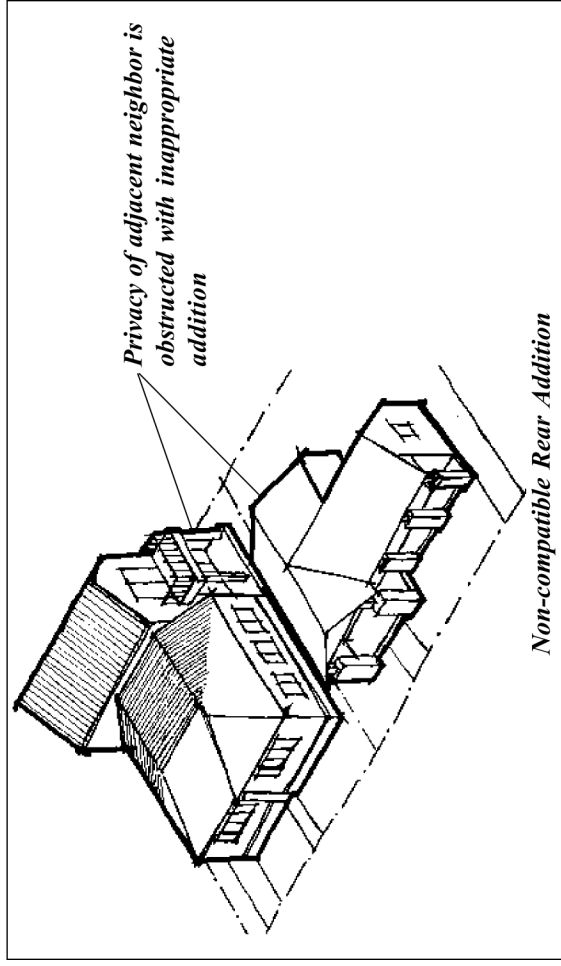 Privacy of adjacent neighbor is
obstructed with inappropriate
addition
Non-compatible Rear Addition